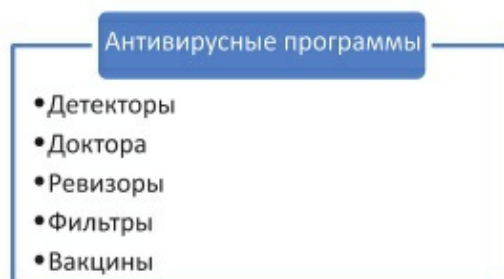 Антивирусные программы
•Детекторы
•Доктора
•Ревизоры
•Фильтры
•Вакцины